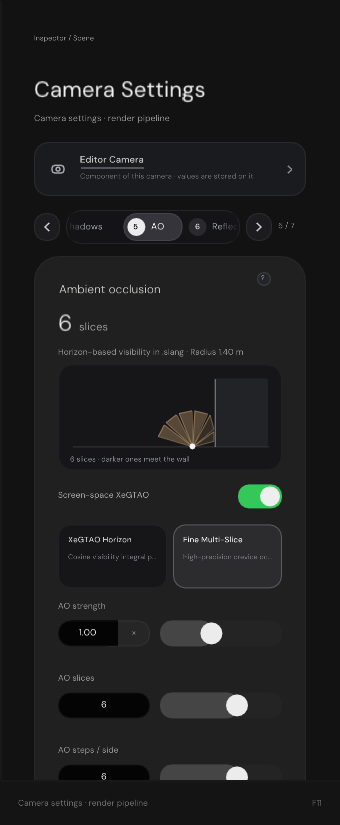 Inspector / Scene
Camera Settings
Camera settings · render pipeline
Editor Camera
Component of this camera · values are stored on it
hadows
5 AO
6 Reflec
5 / 7
?
Ambient occlusion
6 slices
Horizon-based visibility in .slang · Radius 1.40 m
6 slices · darker ones meet the wall
Screen-space XeGTAO
XeGTAO Horizon
Cosine visibility integral p...
Fine Multi-Slice
High-precision crevice oc...
AO strength
1.00 ×
AO slices
6
AO steps / side
6
Camera settings · render pipeline
F11